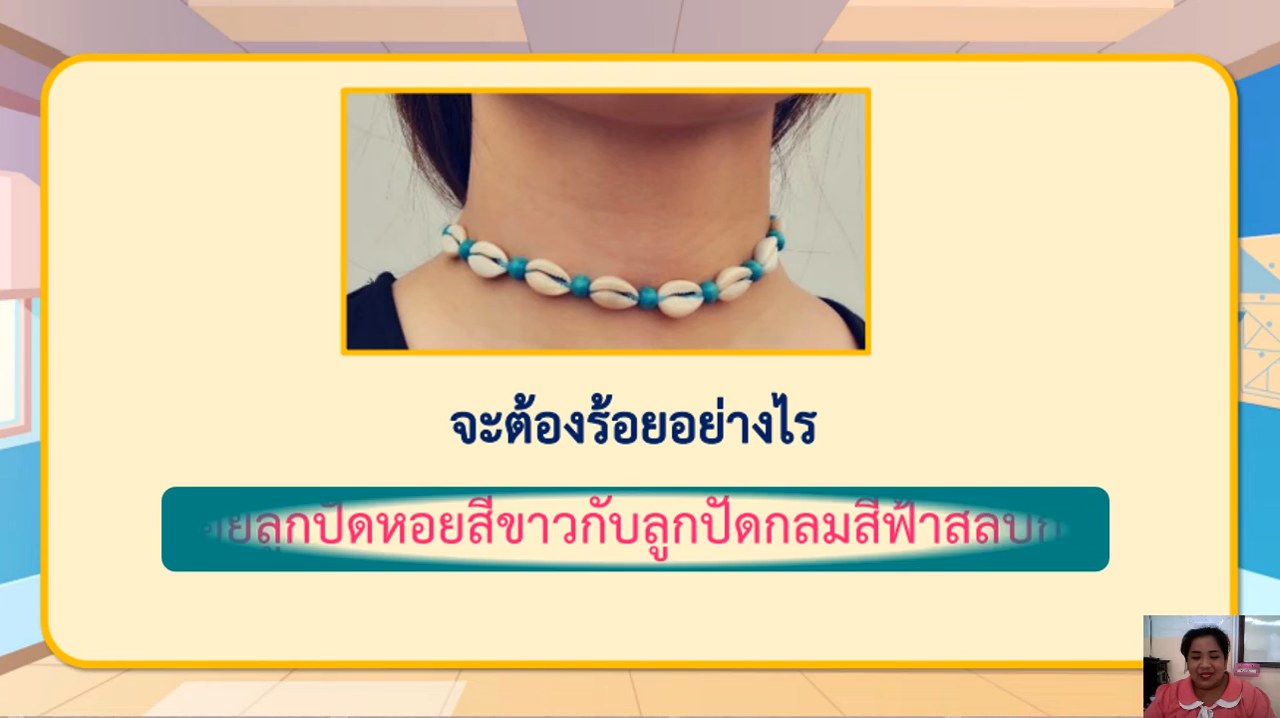 จะต้องร้อยอย่างไร
ลูกปัดหอยสีขาวกับลูกปัดกลมสีฟ้าสลับ